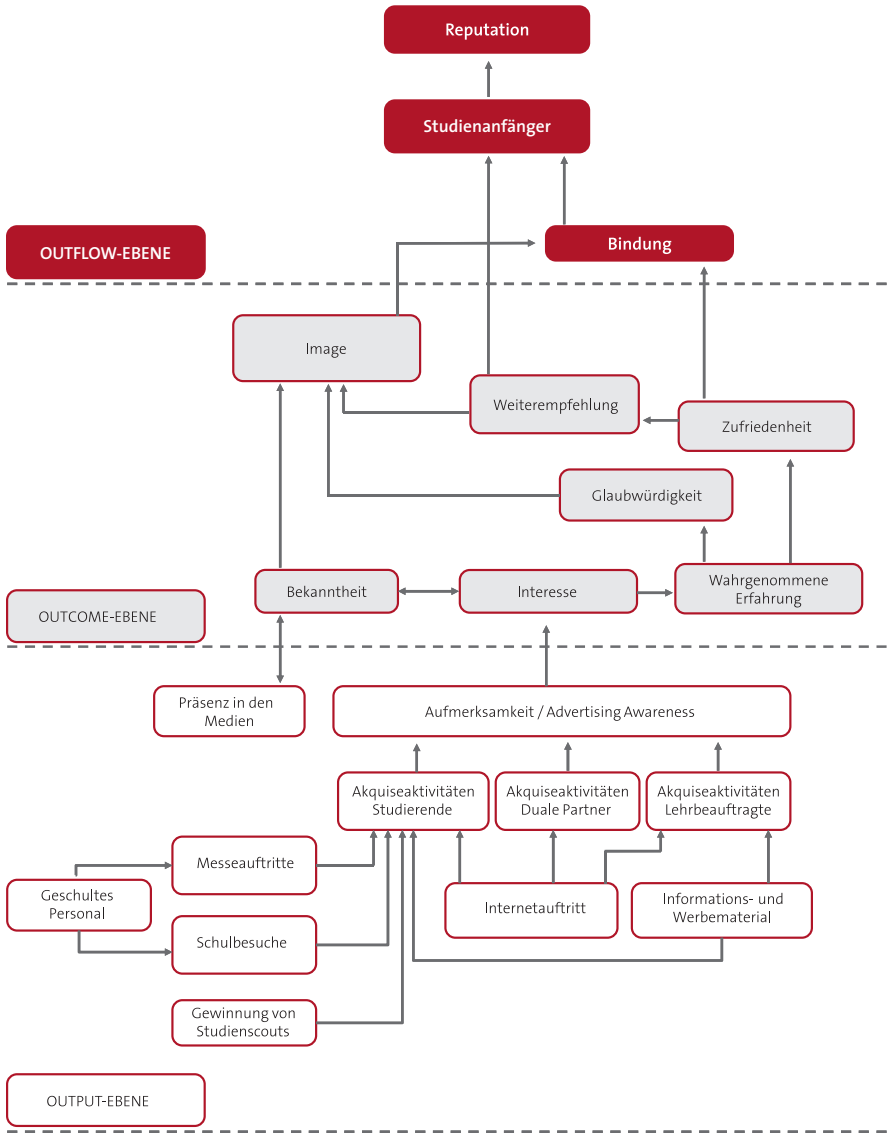 Reputation
Studienanfänger
OUTFLOW-EBENE
Bindung
Image
Weiterempfehlung
Zufriedenheit
Glaubwürdigkeit
Bekanntheit
Interesse
Wahrgenommene
Erfahrung
OUTCOME-EBENE
Präsenz in den
Medien
Aufmerksamkeit / Advertising Awareness
Akquiseaktivitäten
Studierende
Akquiseaktivitäten
Duale Partner
Akquiseaktivitäten
Lehrbeauftragte
Messeauftritte
Geschultes
Personal
Internetauftritt
Informations- und
Werbematerial
Schulbesuche
Gewinnung von
Studienscouts
OUTPUT-EBENE